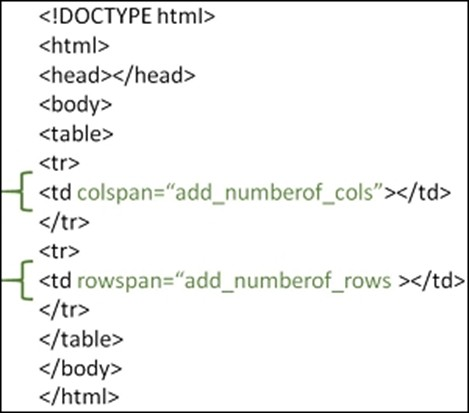 <!DOCTYPE html>
<html>
<head></head>
<body>
<table>
<tr>
<td colspan=“add_numberof_cols”></td>
</tr>
<tr>
<td rowspan=“add_numberof_rows ></td>
</tr>
</table>
</body>
</html>